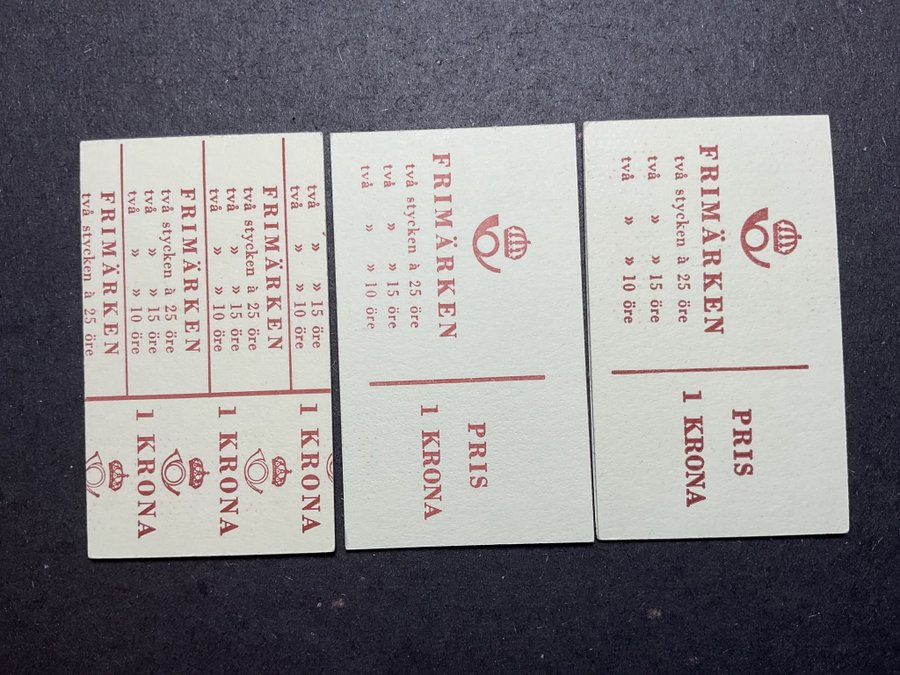 FRIMÄRKEN
två stycken à 25 öre
två » » 15 öre
två » » 10 öre
PRIS
1 KRONA
FRIMÄRKEN
två stycken à 25 öre
två » » 15 öre
två » » 10 öre
PRIS
1 KRONA
två » » 15 öre
två » » 10 öre
1 KRONA
FRIMÄRKEN
två stycken à 25 öre
två » » 15 öre
två » » 10 öre
1 KRONA
FRIMÄRKEN
två stycken à 25 öre
två » » 15 öre
två » » 10 öre
1 KRONA
FRIMÄRKEN
två stycken à 25 öre